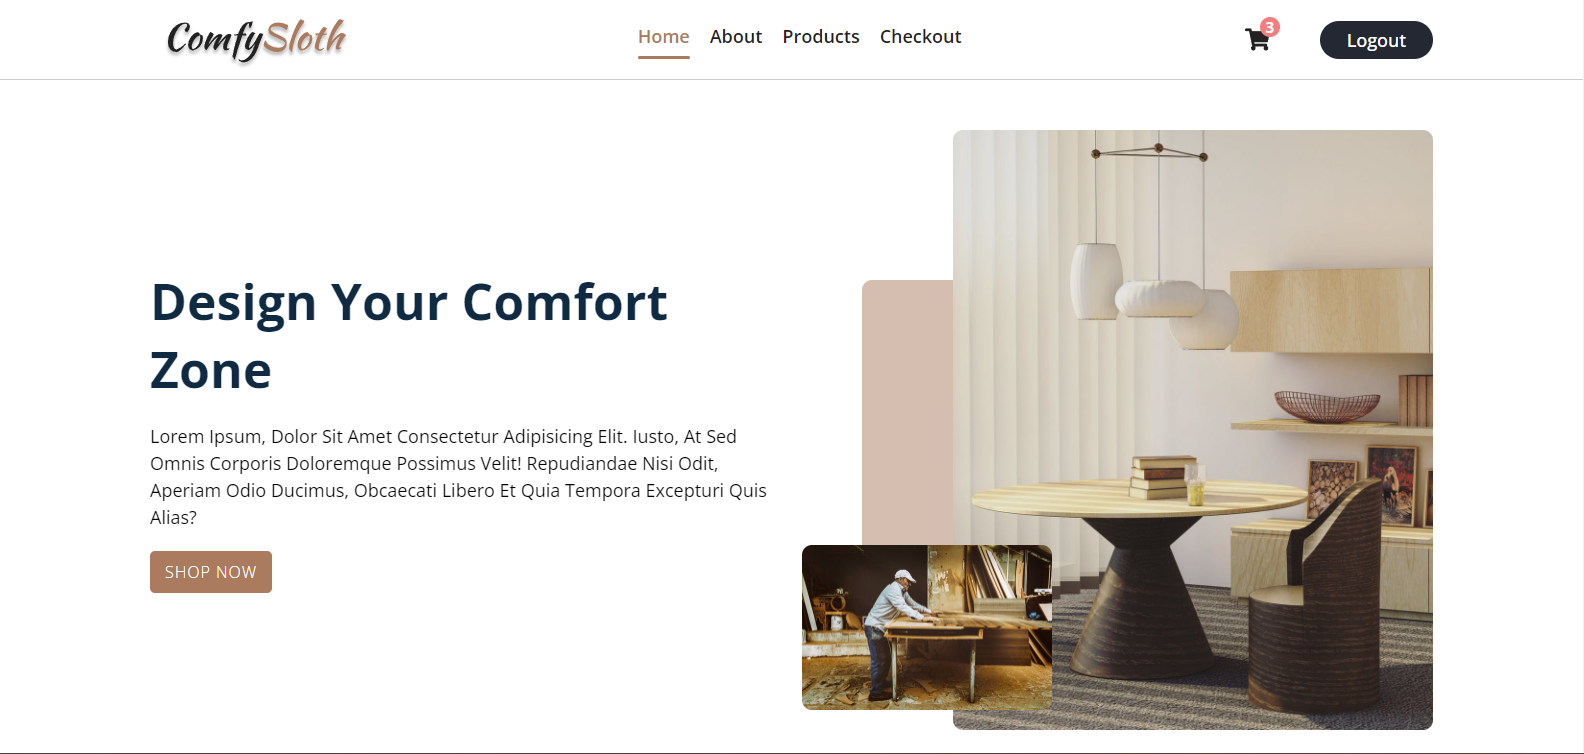 ComfySloth
Home About Products Checkout
3
Logout
Design Your Comfort
Zone
Lorem Ipsum, Dolor Sit Amet Consectetur Adipisicing Elit. Iusto, At Sed
Omnis Corporis Doloremque Possimus Velit! Repudiandae Nisi Odit,
Aperiam Odio Ducimus, Obcaecati Libero Et Quia Tempora Excepturi Quis
Alias?
SHOP NOW